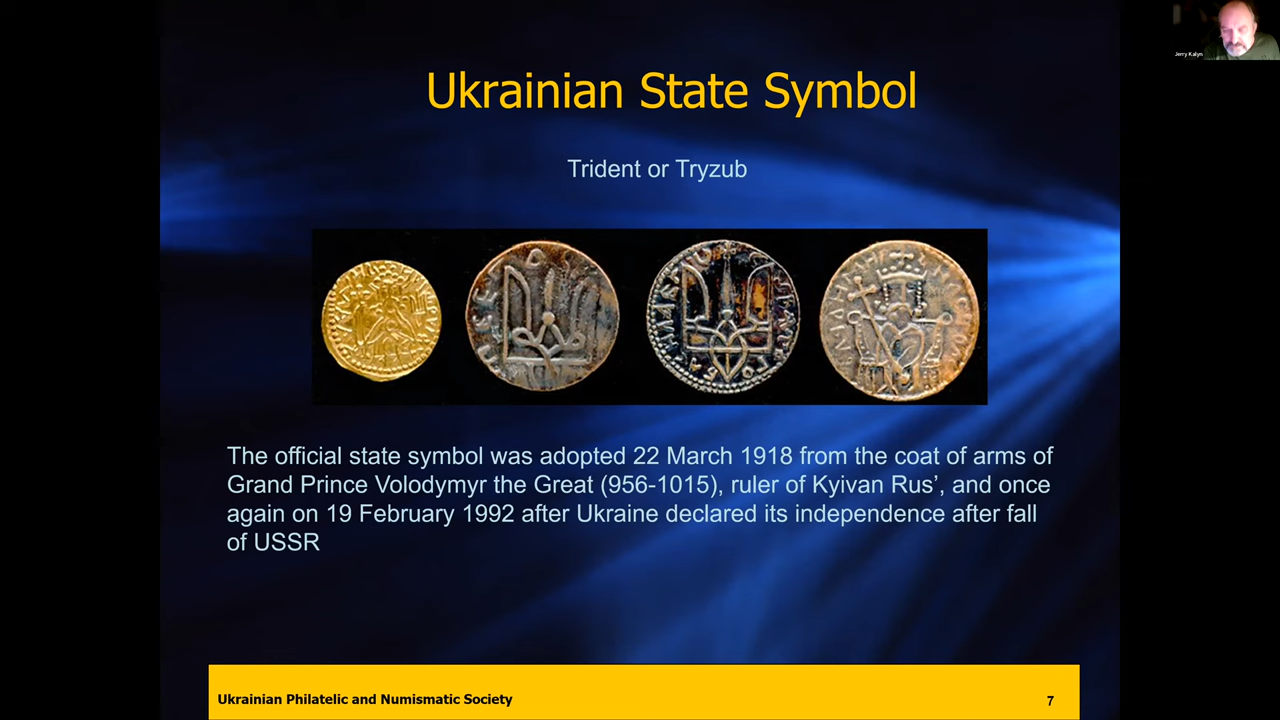 Jerry Kalyn
Ukrainian State Symbol
Trident or Tryzub
The official state symbol was adopted 22 March 1918 from the coat of arms of
Grand Prince Volodymyr the Great (956-1015), ruler of Kyivan Rus’, and once
again on 19 February 1992 after Ukraine declared its independence after fall
of USSR
Ukrainian Philatelic and Numismatic Society
7